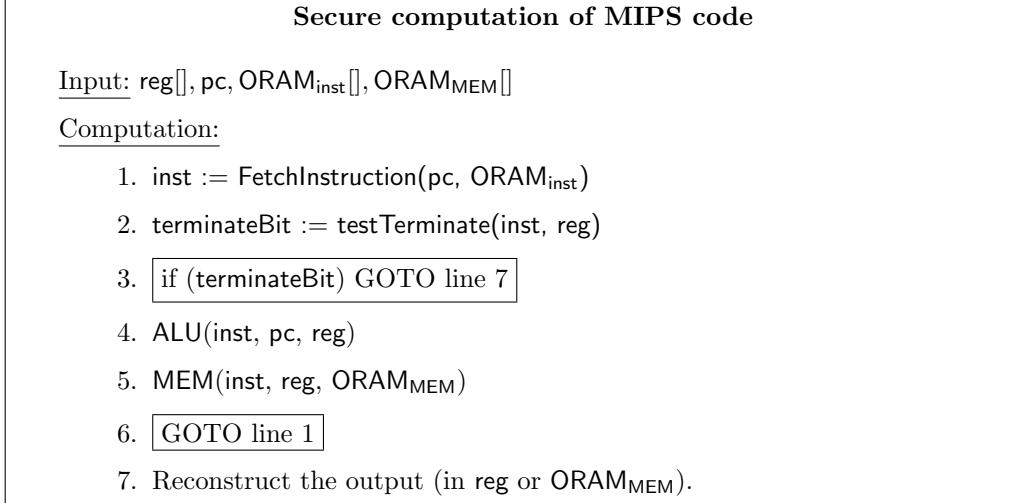 Secure computation of MIPS code
Input: reg[], pc, ORAM_inst[], ORAM_MEM[]
Computation:
1. inst := FetchInstruction(pc, ORAM_inst)
2. terminateBit := testTerminate(inst, reg)
3. if (terminateBit) GOTO line 7
4. ALU(inst, pc, reg)
5. MEM(inst, reg, ORAM_MEM)
6. GOTO line 1
7. Reconstruct the output (in reg or ORAM_MEM).